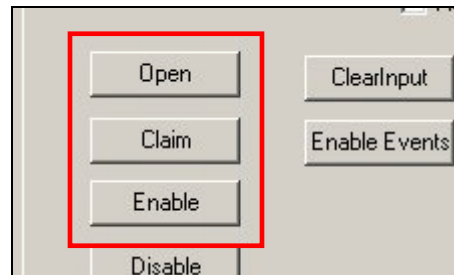 Open
ClearInput
Claim
Enable Events
Enable
Disable